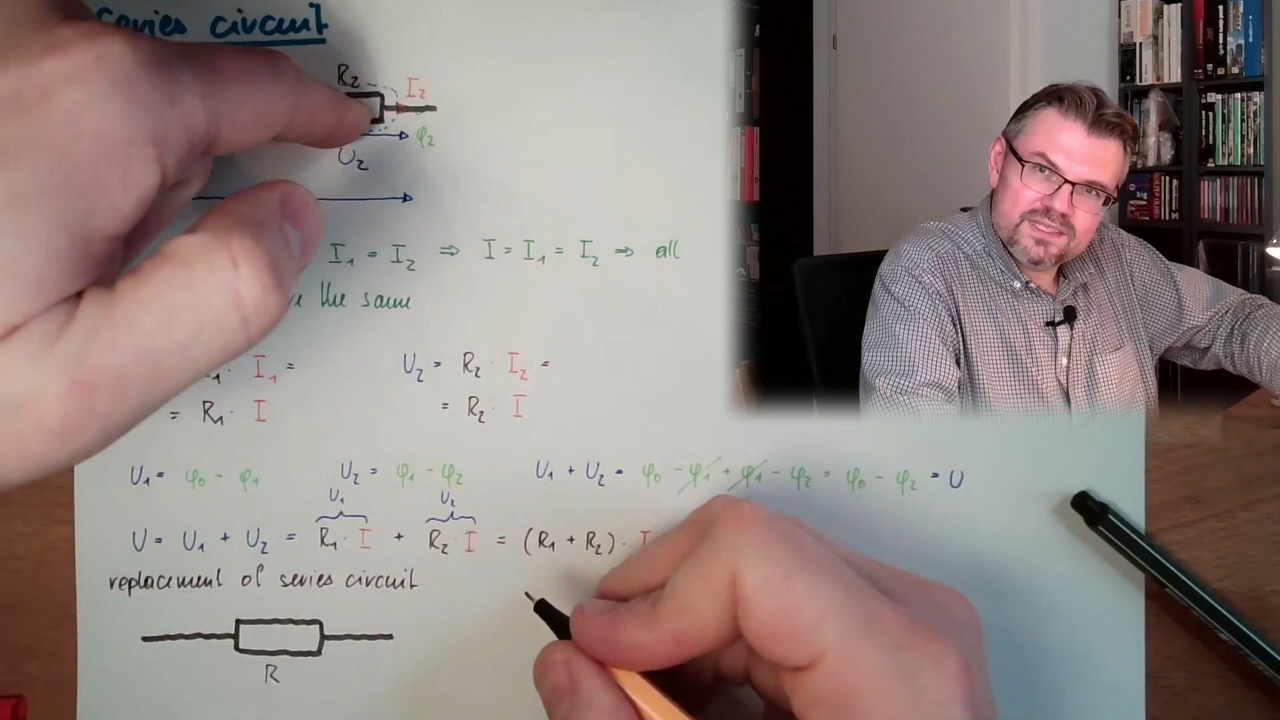 series circuit
R₂ I₂
φ₂
U₂
I₁ = I₂ ⇒ I = I₁ = I₂ ⇒ all
the same
I₁ = U₂ = R₂ · I₂ =
= R₁ · I = R₂ · I
U₁ = φ₀ - φ₁ U₂ = φ₁ - φ₂ U₁ + U₂ = φ₀ - φ₁ + φ₁ - φ₂ = φ₀ - φ₂ = U
U₁ U₂
U = U₁ + U₂ = R₁ · I + R₂ · I = (R₁ + R₂) · I
replacement of series circuit
R